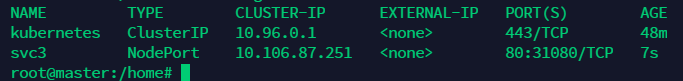 NAME TYPE CLUSTER-IP EXTERNAL-IP PORT(S) AGE
kubernetes ClusterIP 10.96.0.1 <none> 443/TCP 48m
svc3 NodePort 10.106.87.251 <none> 80:31080/TCP 7s
root@master:/home#